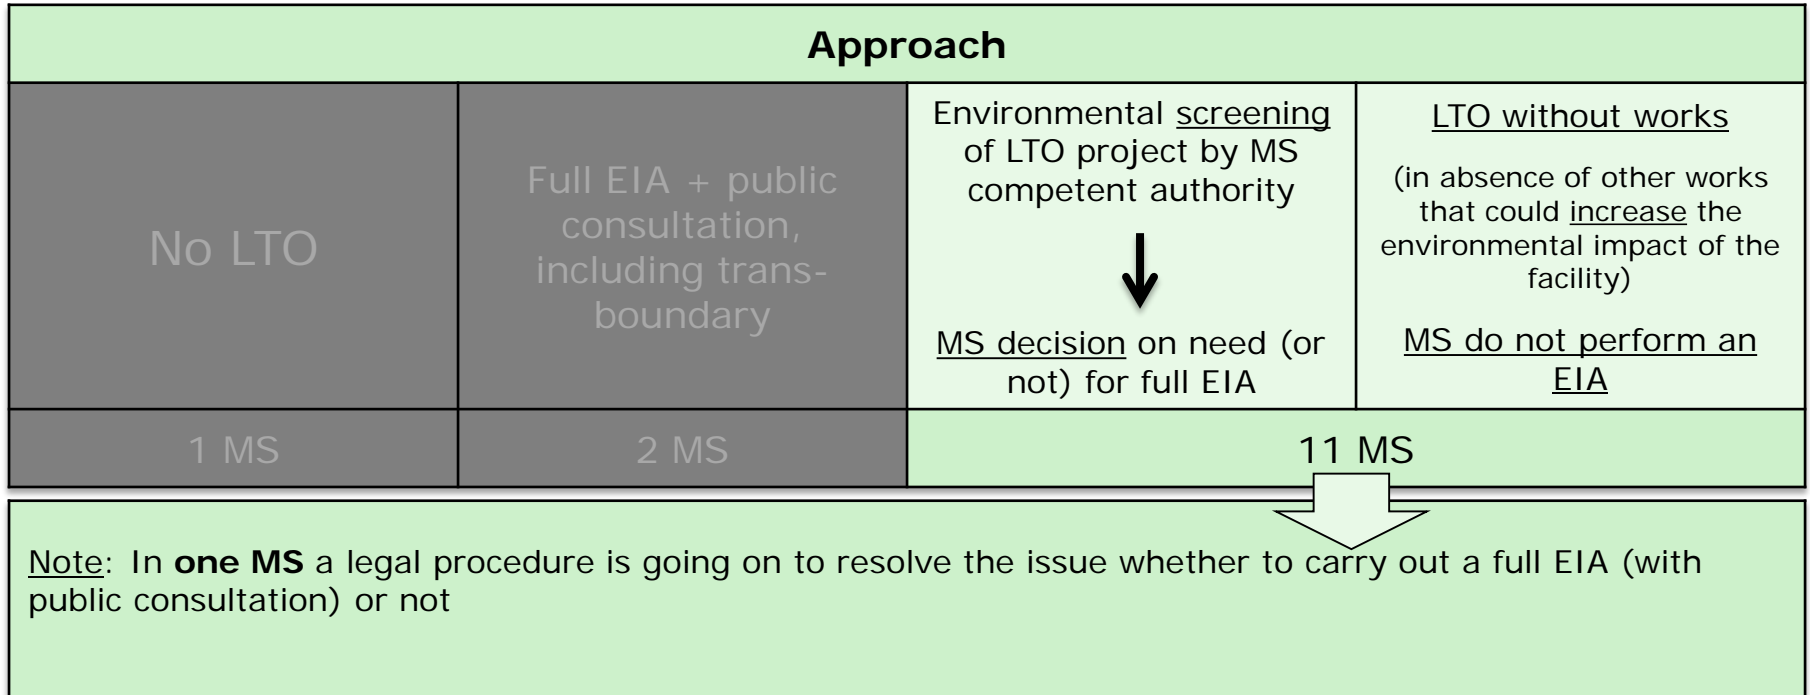 Approach
No LTO
Full EIA + public
consultation,
including trans-
boundary
Environmental screening
of LTO project by MS
competent authority
MS decision on need (or
not) for full EIA
LTO without works
(in absence of other works
that could increase the
environmental impact of the
facility)
MS do not perform an
EIA
1 MS
2 MS
11 MS
Note: In one MS a legal procedure is going on to resolve the issue whether to carry out a full EIA (with
public consultation) or not